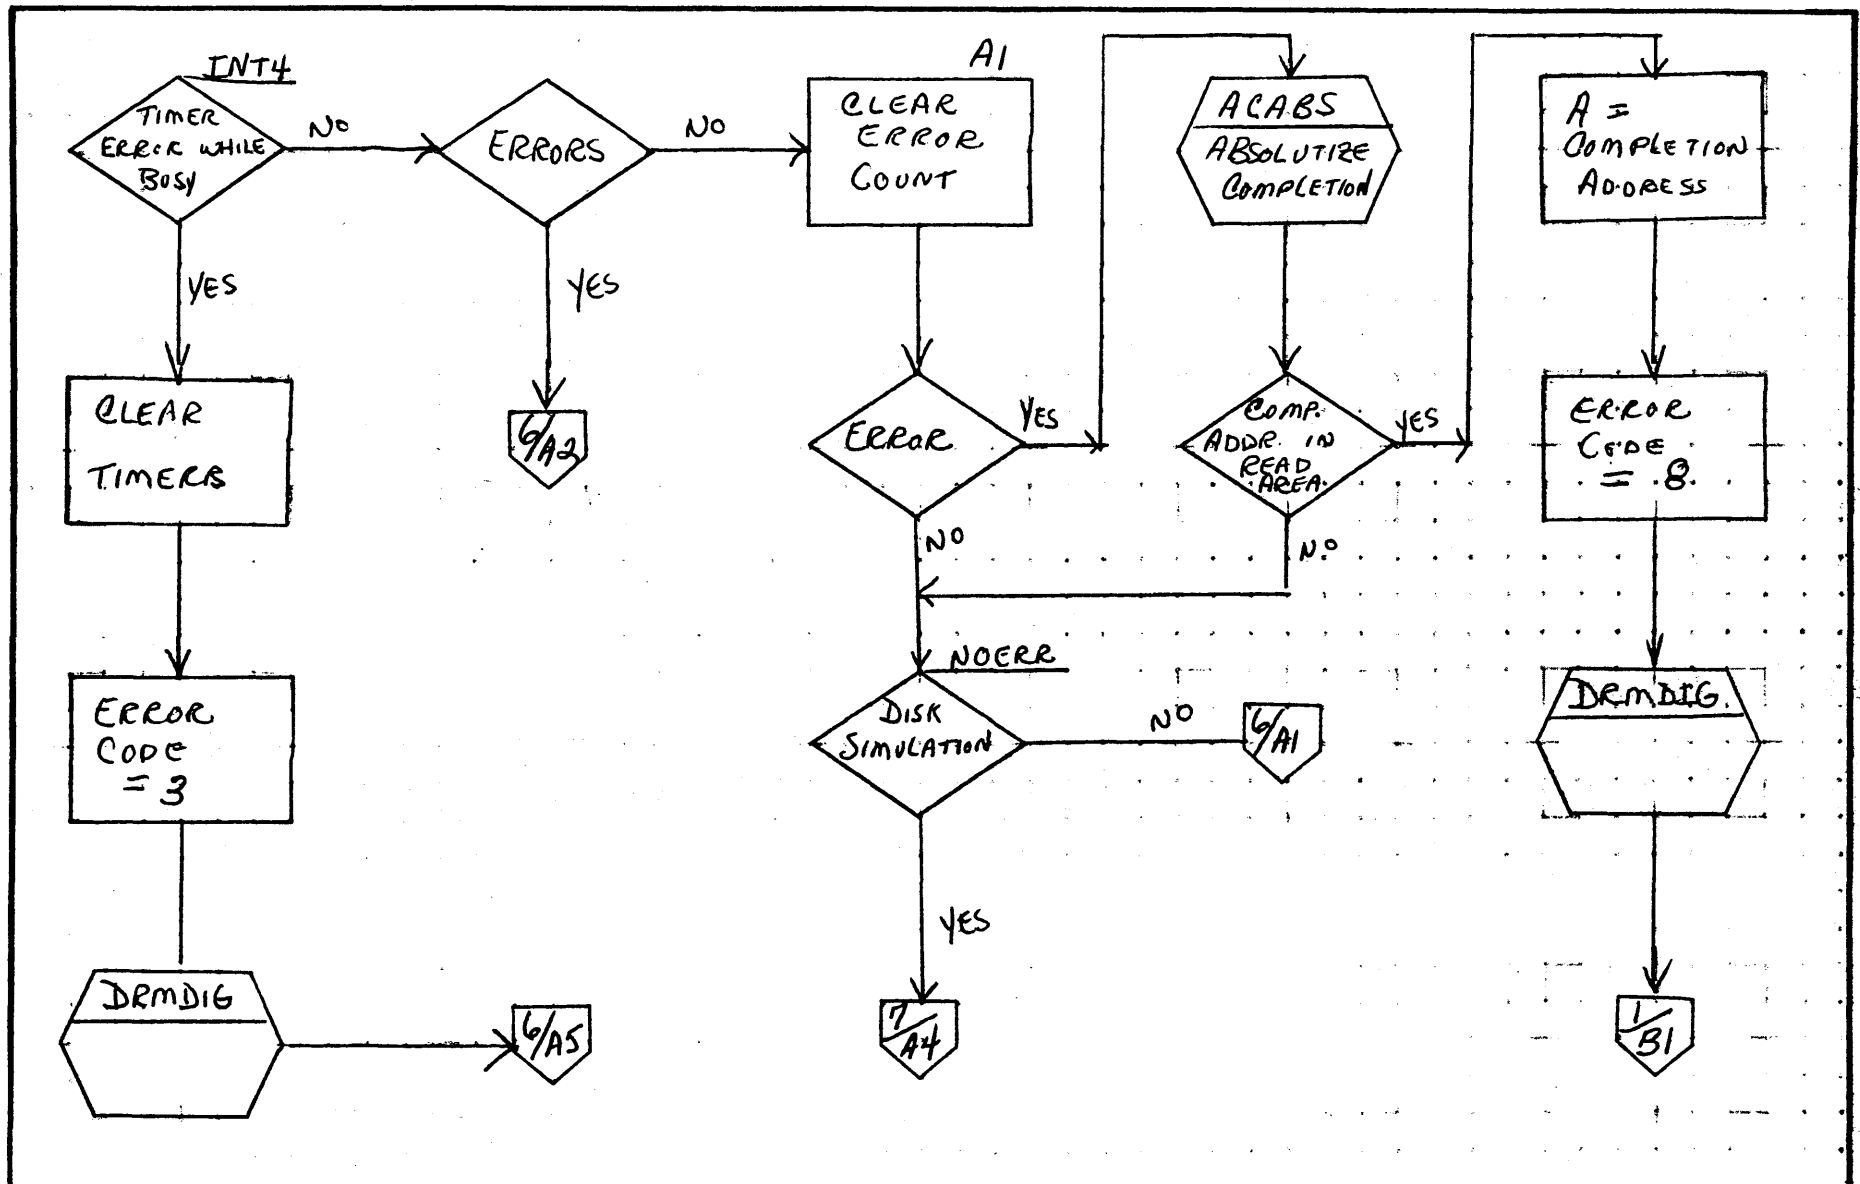 INT4
TIMER
ERROR WHILE
BUSY
NO
YES
CLEAR
TIMERS
ERROR
CODE
= 3
DRMDIG
6/A5
ERRORS
NO
YES
6/A2
A1
CLEAR
ERROR
COUNT
ERROR
YES
NO
NOERR
DISK
SIMULATION
NO
6/A1
YES
7/A4
ACABS
ABSOLUTIZE
COMPLETION
COMP.
ADDR. IN
READ
AREA
YES
NO
A =
COMPLETION
ADDRESS
ERROR
CODE
= 8
DRMDIG
1/B1